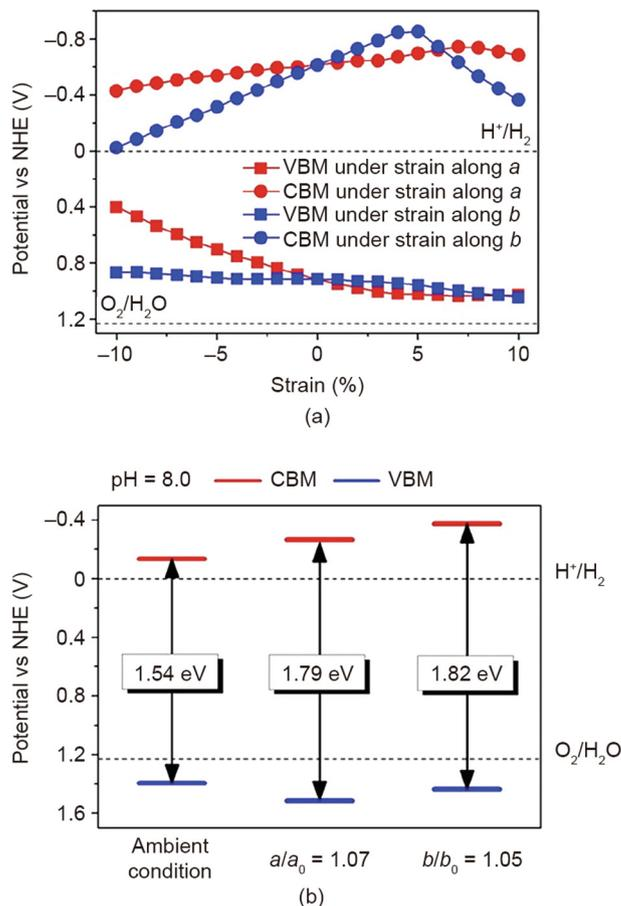 Potential vs NHE (V)
–0.8
–0.4
0
0.4
0.8
1.2
H⁺/H₂
VBM under strain along a
CBM under strain along a
VBM under strain along b
CBM under strain along b
O₂/H₂O
–10
–5
0
5
10
Strain (%)
(a)
pH = 8.0
CBM
VBM
Potential vs NHE (V)
–0.4
0
0.4
0.8
1.2
1.6
H⁺/H₂
1.54 eV
1.79 eV
1.82 eV
O₂/H₂O
Ambient
condition
a/a₀ = 1.07
b/b₀ = 1.05
(b)